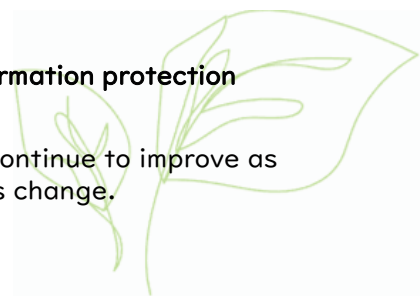 rmation protection
ontinue to improve as
s change.